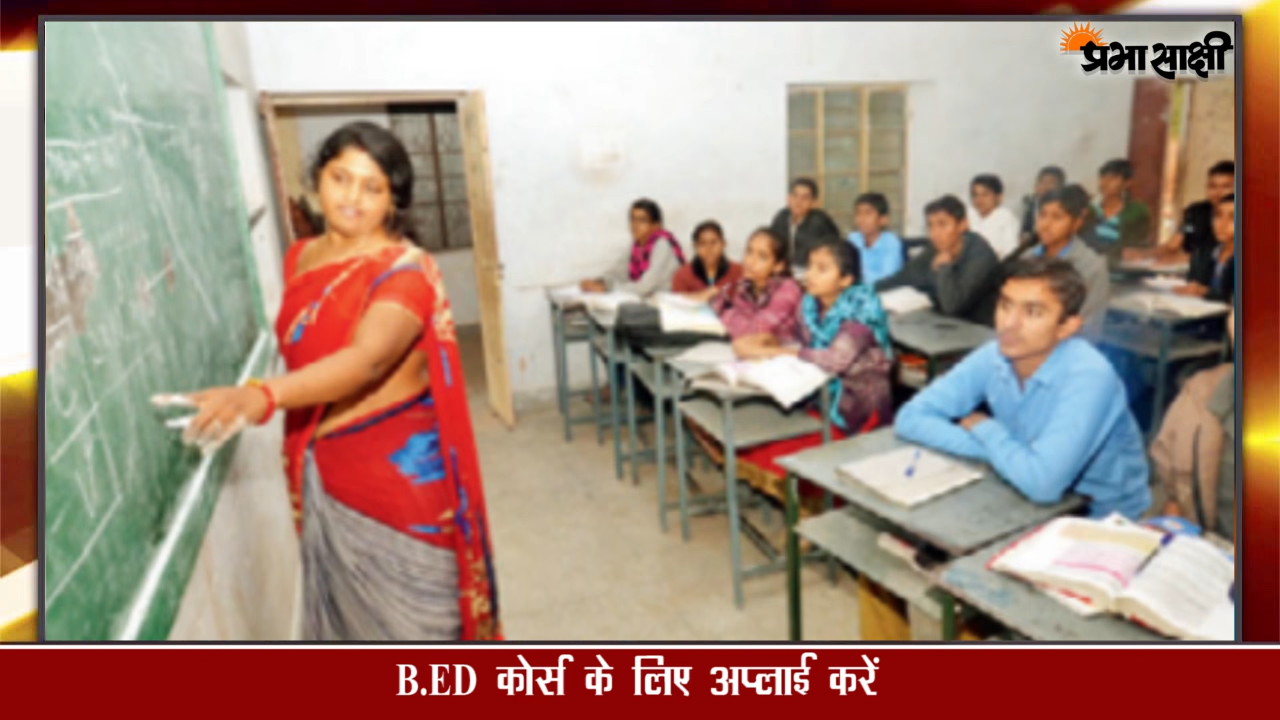 प्रभासाक्षी
B.ED कोर्स के लिए अप्लाई करें